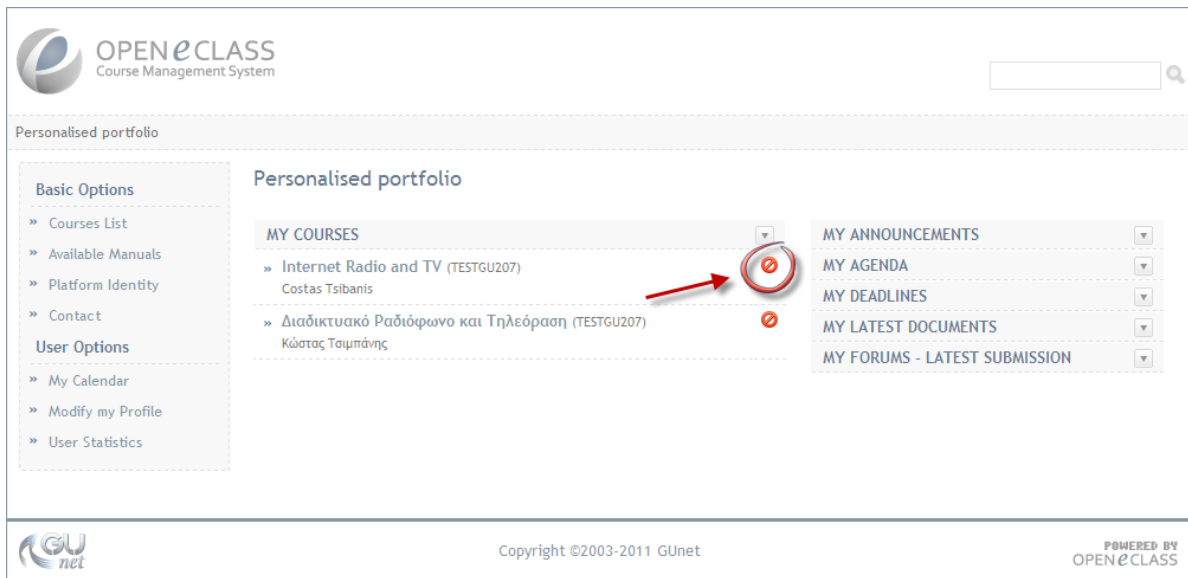 OPEN eCLASS
Course Management System
Personalised portfolio
Basic Options
» Courses List
» Available Manuals
» Platform Identity
» Contact
User Options
» My Calendar
» Modify my Profile
» User Statistics
Personalised portfolio
MY COURSES
» Internet Radio and TV (TESTGU207)
Costas Tsibanis
» Διαδικτυακό Ραδιόφωνο και Τηλεόραση (TESTGU207)
Κώστας Τσιμπάνης
MY ANNOUNCEMENTS
MY AGENDA
MY DEADLINES
MY LATEST DOCUMENTS
MY FORUMS - LATEST SUBMISSION
GU
net
Copyright ©2003-2011 GUnet
POWERED BY
OPEN eCLASS